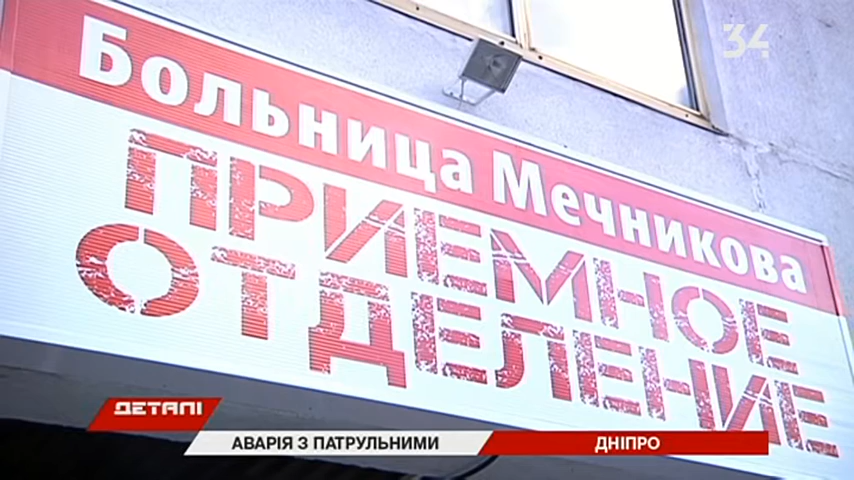 34
Больница Мечникова
ПРИЕМНОЕ
ОТДЕЛЕНИЕ
ДЕТАЛІ
АВАРІЯ З ПАТРУЛЬНИМИ
ДНІПРО